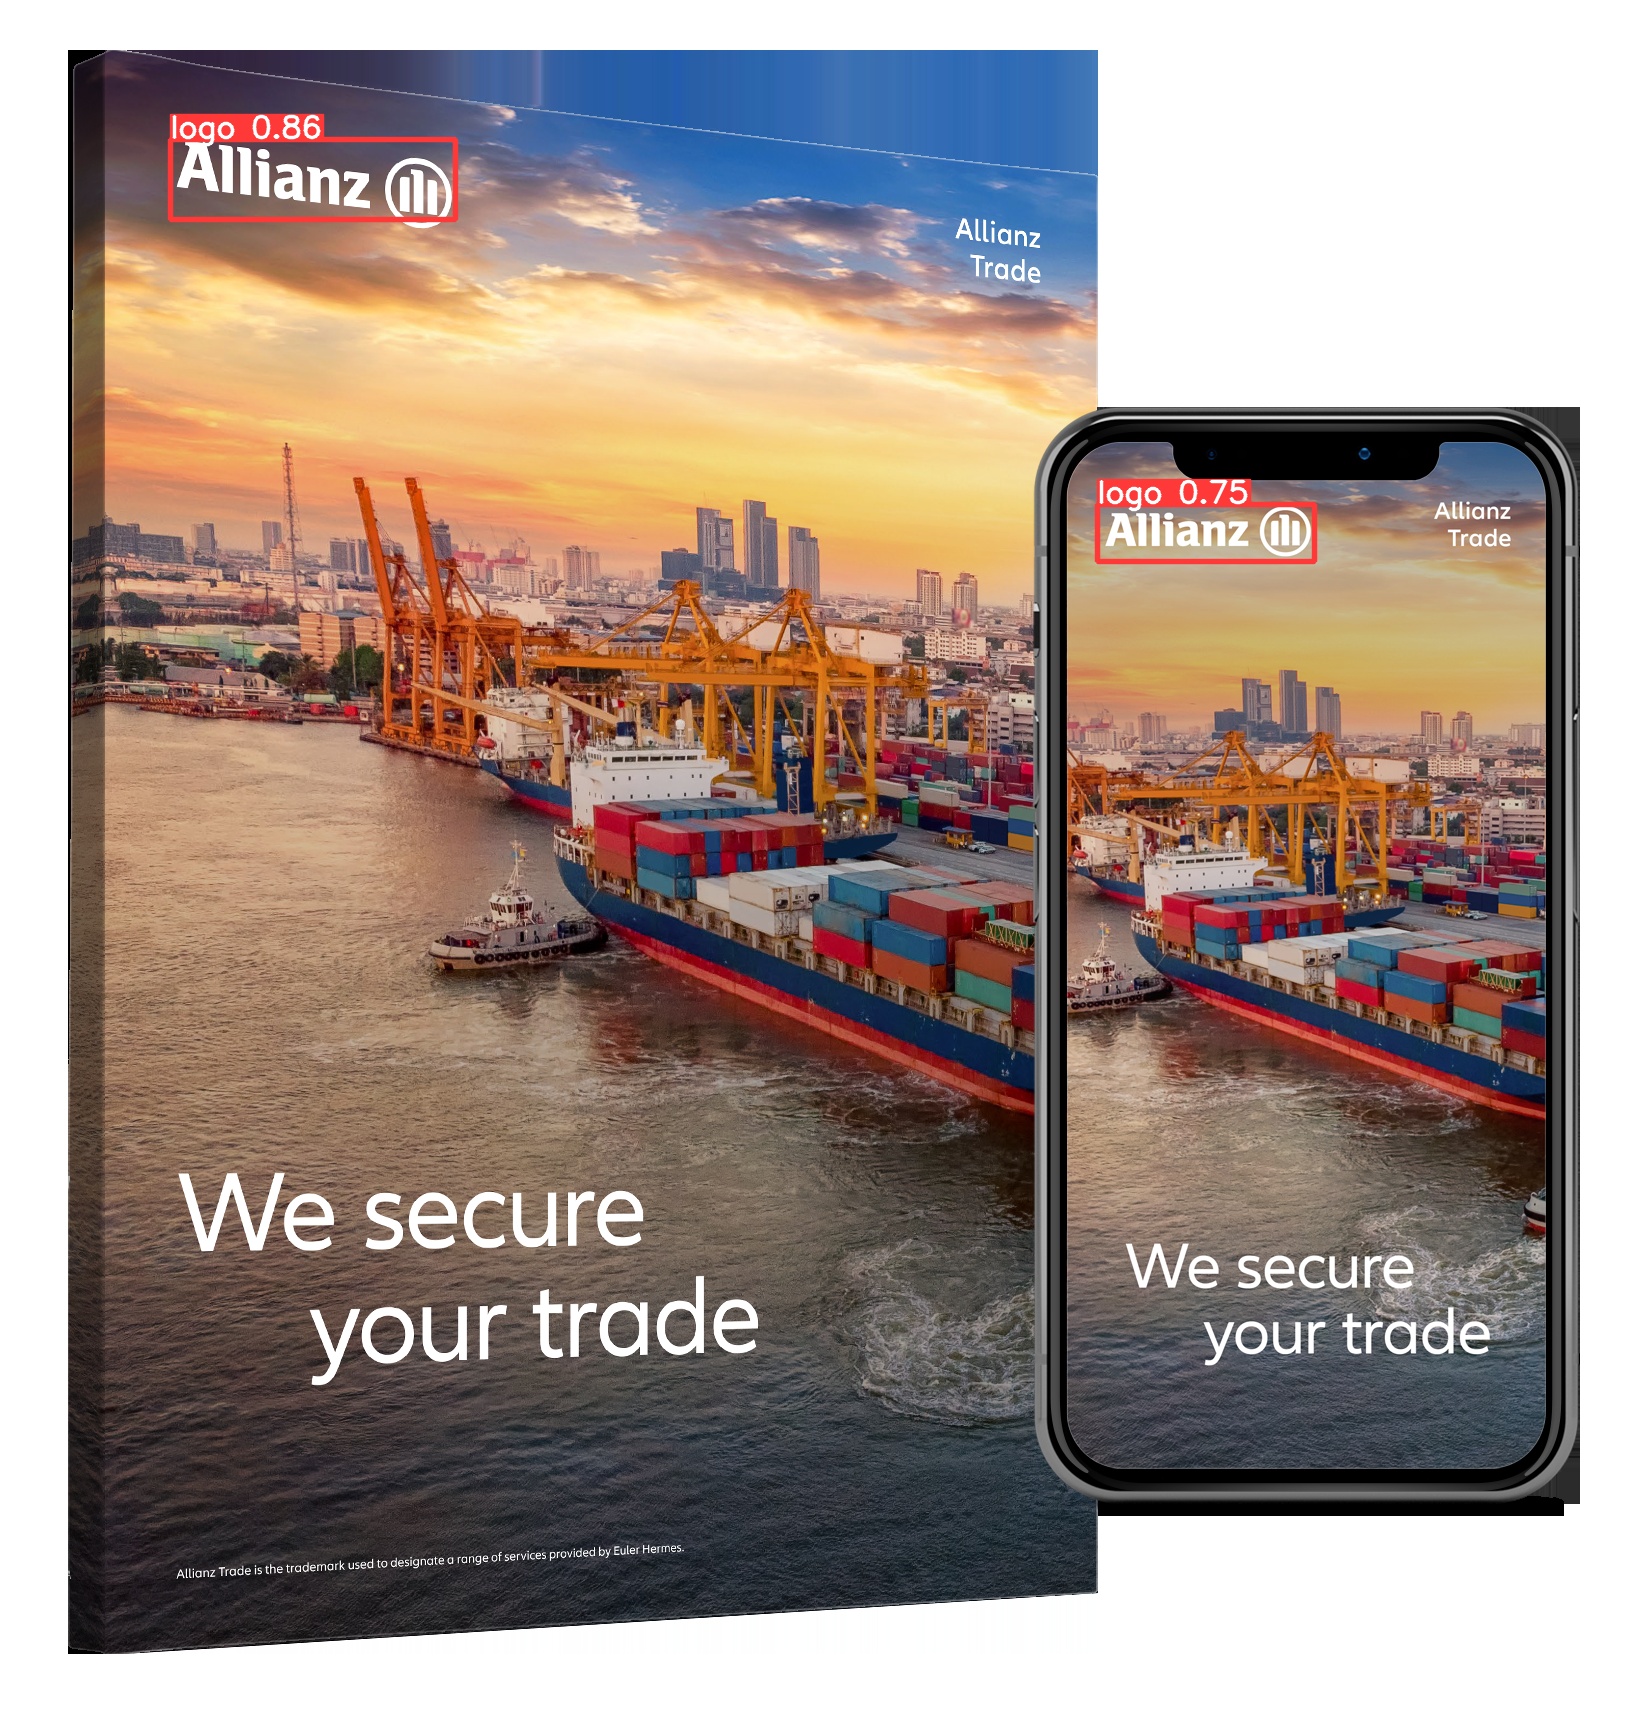 logo 0.86
Allianz
Allianz
Trade
logo 0.75
Allianz
Allianz
Trade
We secure
your trade
We secure
your trade
Allianz Trade is the trademark used to designate a range of services provided by Euler Hermes.